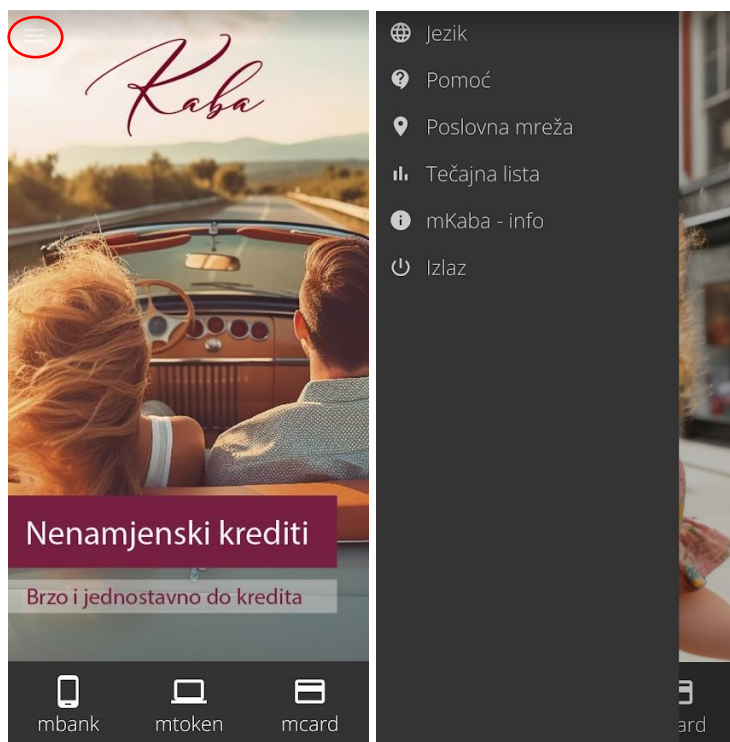 Kaba
Nenamjenski krediti
Brzo i jednostavno do kredita
mbank
mtoken
mcard
Jezik
Pomoć
Poslovna mreža
Tečajna lista
mKaba - info
Izlaz
ard